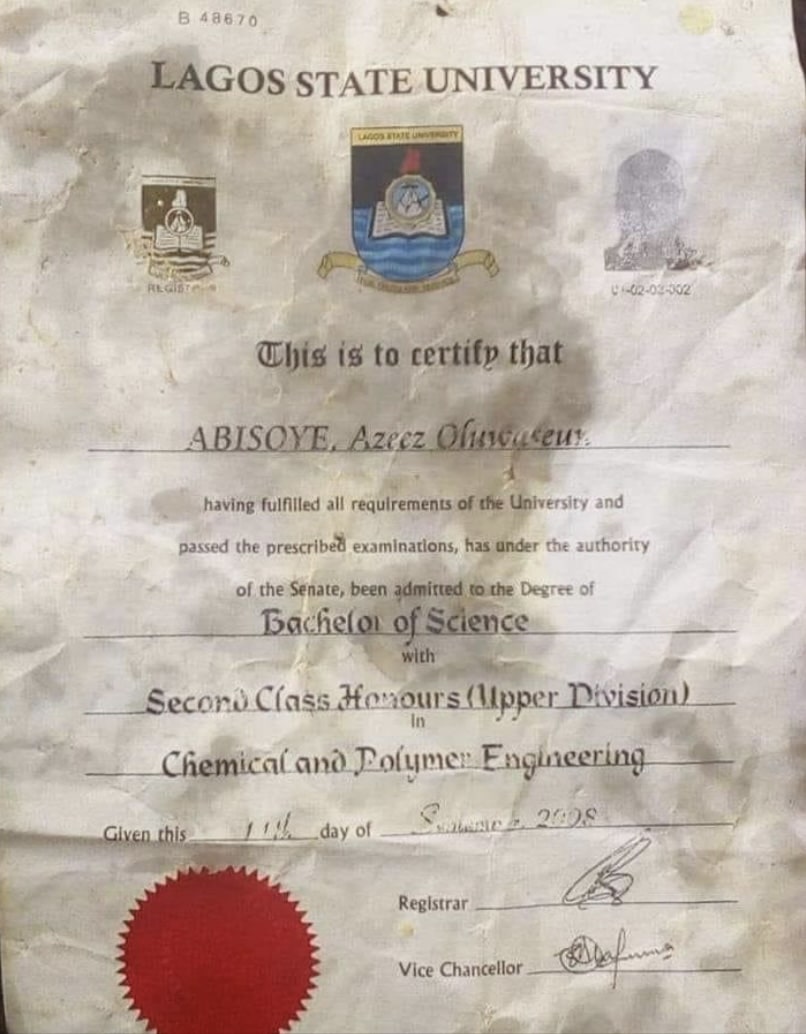 B 48670
LAGOS STATE UNIVERSITY
LAGOS STATE UNIVERSITY
This is to certify that
ABISOYE, Azeez Oluwaseun
having fulfilled all requirements of the University and
passed the prescribed examinations, has under the authority
of the Senate, been admitted to the Degree of
Bachelor of Science
with
Second Class Honours (Upper Division)
in
Chemical and Polymer Engineering
Given this 11th day of 2008
Registrar
Vice Chancellor